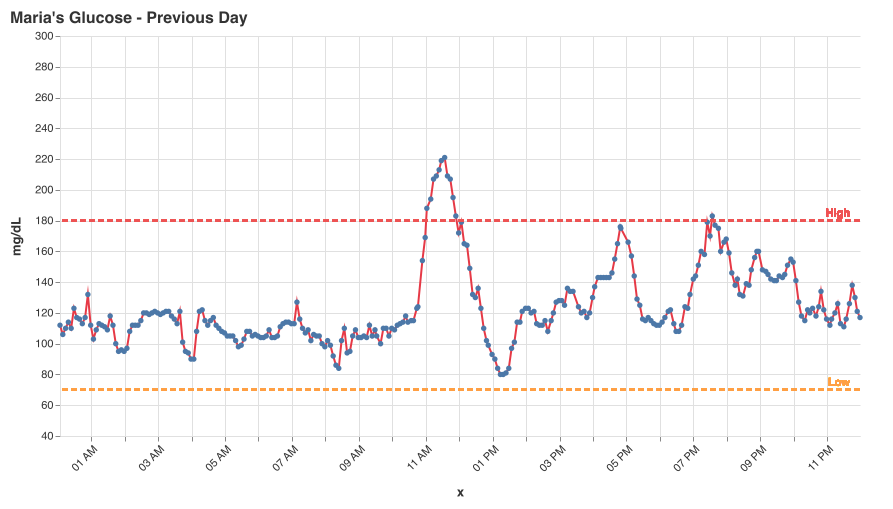 Maria's Glucose - Previous Day
300
280
260
240
220
200
180
160
140
120
100
80
60
40
mg/dL
High
Low
01 AM
03 AM
05 AM
07 AM
09 AM
11 AM
01 PM
03 PM
05 PM
07 PM
09 PM
11 PM
x